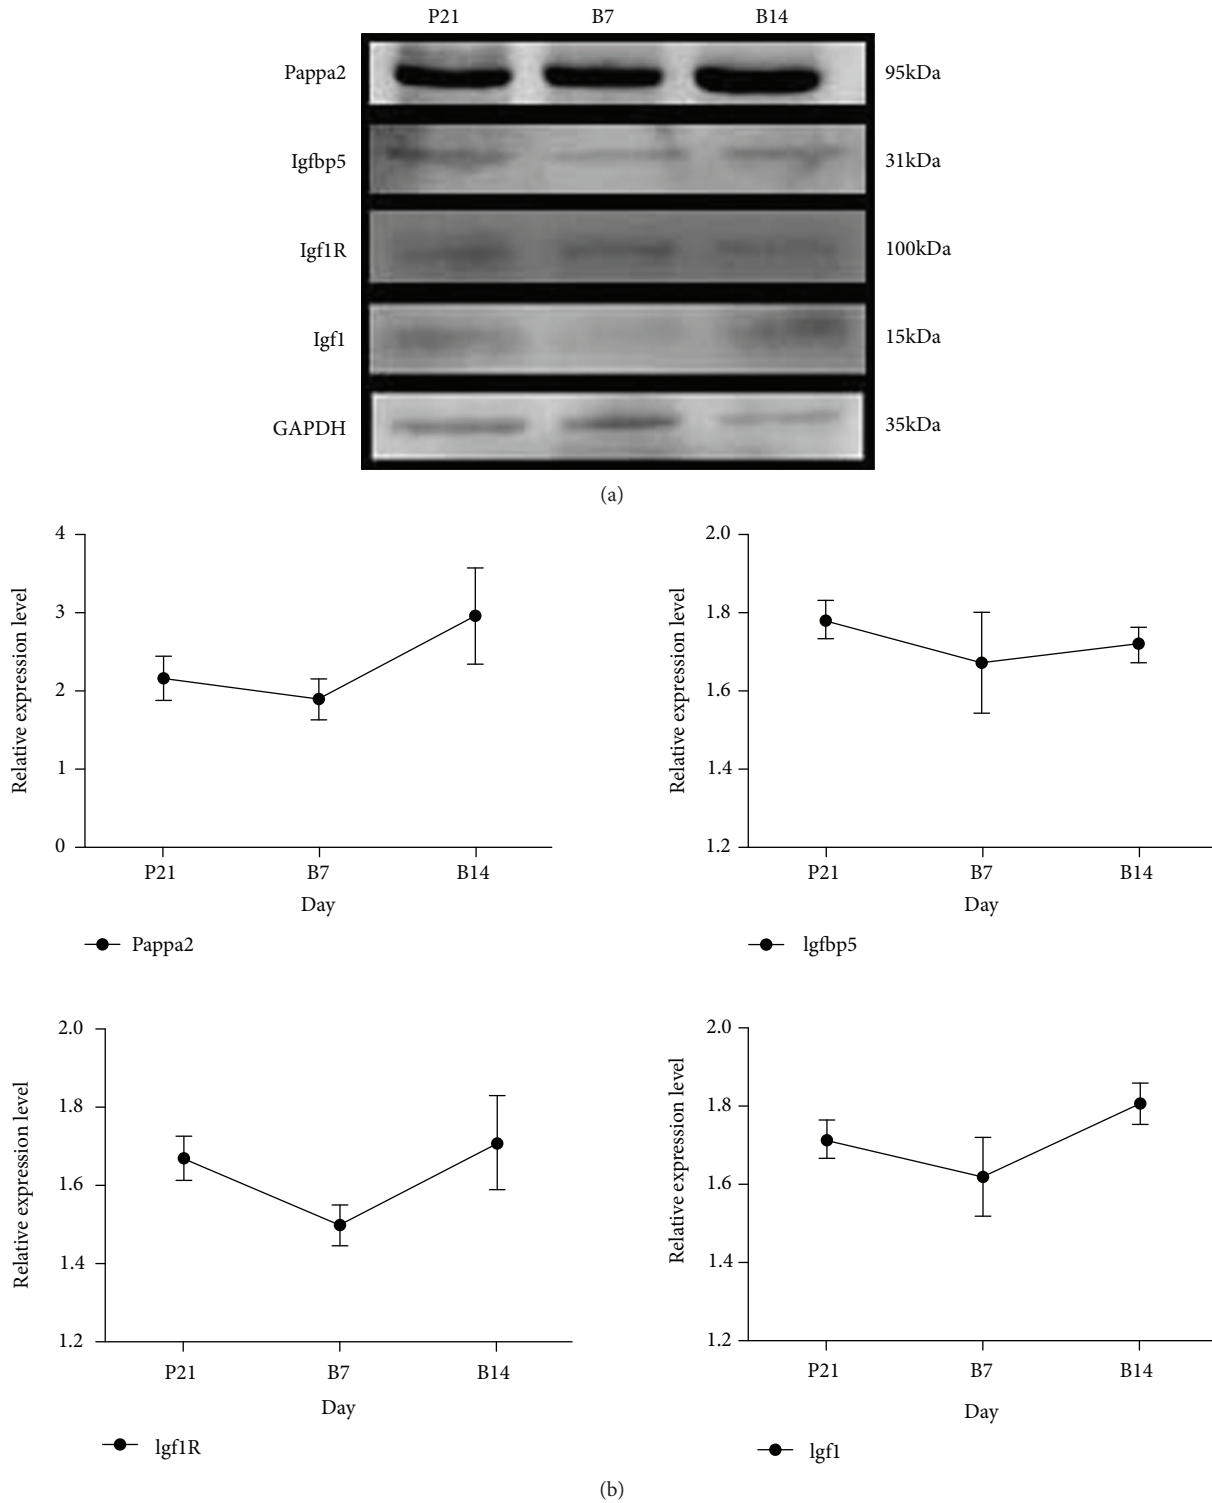 P21 B7 B14
Pappa2 95kDa
Igfbp5 31kDa
Igf1R 100kDa
Igf1 15kDa
GAPDH 35kDa
(a)
Relative expression level
4
3
2
1
0
P21 B7 B14
Day
Pappa2
Relative expression level
2.0
1.8
1.6
1.4
1.2
P21 B7 B14
Day
lgfbp5
Relative expression level
2.0
1.8
1.6
1.4
1.2
P21 B7 B14
Day
lgf1R
Relative expression level
2.0
1.8
1.6
1.4
1.2
P21 B7 B14
Day
lgf1
(b)